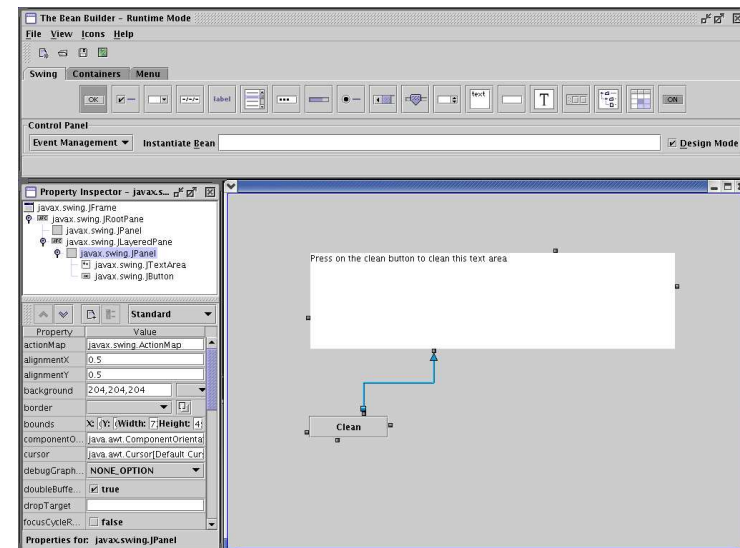 The Bean Builder - Runtime Mode
File View Icons Help
Swing Containers Menu
OK label text T ON
Control Panel
Event Management Instantiate Bean Design Mode
Property Inspector - javax.s...
javax.swing.JFrame
javax.swing.JRootPane
javax.swing.JPanel
javax.swing.JLayeredPane
javax.swing.JPanel
javax.swing.JTextArea
javax.swing.JButton
Standard
Property Value
actionMap javax.swing.ActionMap
alignmentX 0.5
alignmentY 0.5
background 204,204,204
border
bounds X: Y: Width: 7 Height: 4
componentO... java.awt.ComponentOrienta
cursor java.awt.Cursor[Default Cur
debugGraph... NONE_OPTION
doubleBuffe... true
dropTarget
focusCycleR... false
Properties for: javax.swing.JPanel
Press on the clean button to clean this text area
Clean